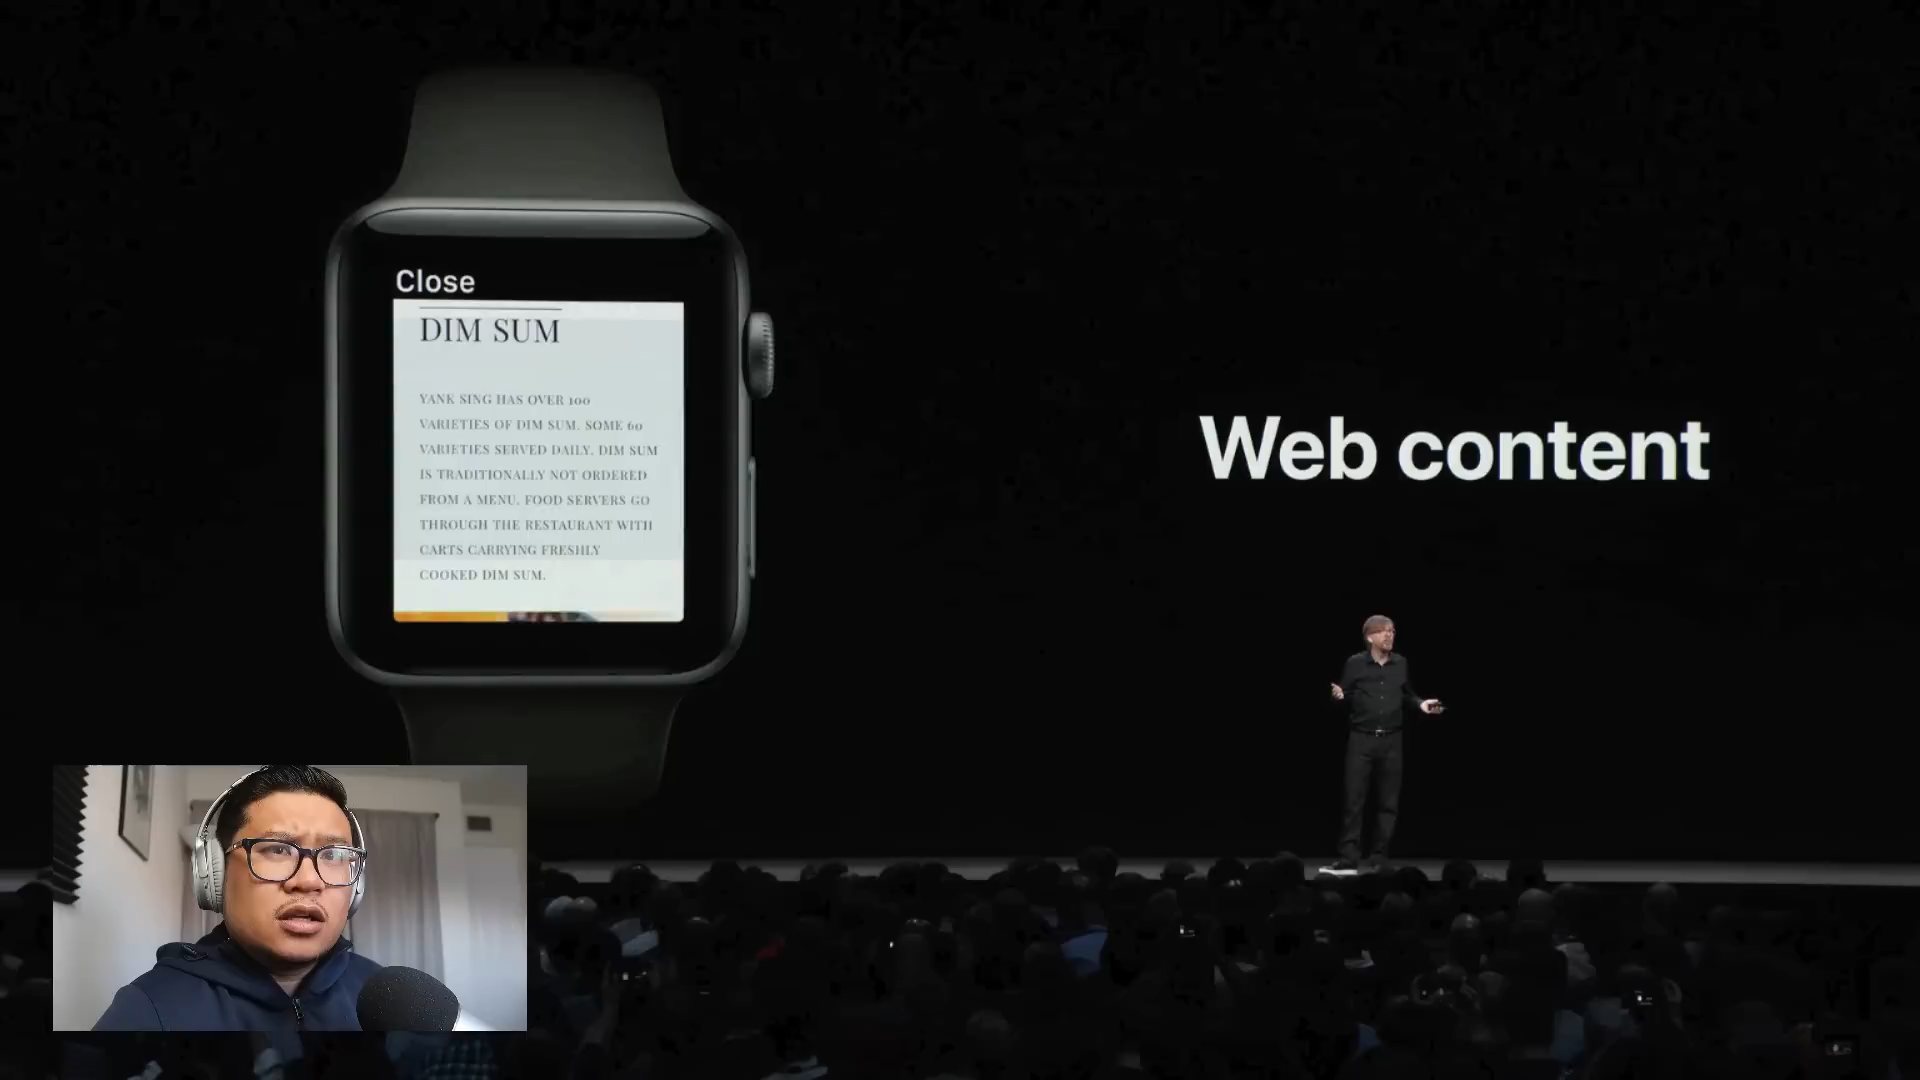 Close
DIM SUM
YANK SING HAS OVER 100
VARIETIES OF DIM SUM. SOME 60
VARIETIES SERVED DAILY. DIM SUM
IS TRADITIONALLY NOT ORDERED
FROM A MENU. FOOD SERVERS GO
THROUGH THE RESTAURANT WITH
CARTS CARRYING FRESHLY
COOKED DIM SUM.
Web content